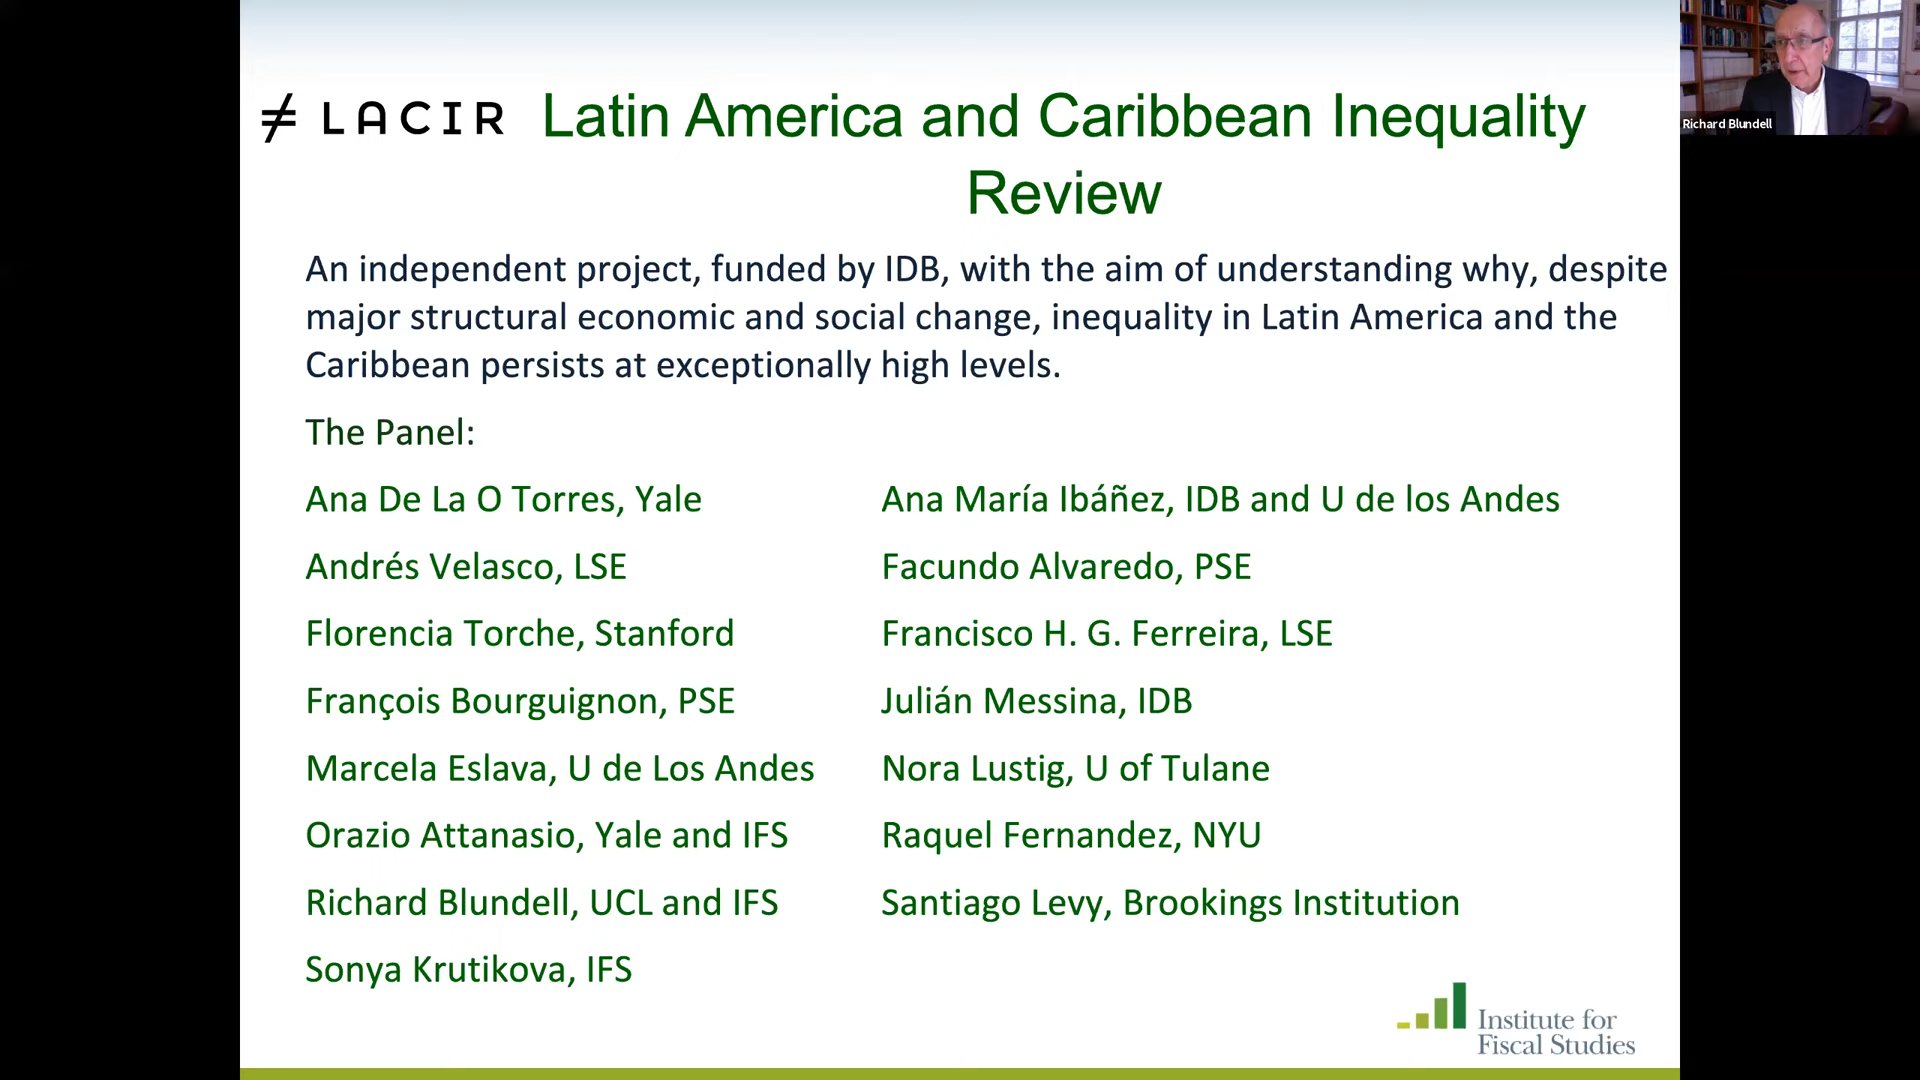 ≠ LACIR Latin America and Caribbean Inequality
Review
An independent project, funded by IDB, with the aim of understanding why, despite
major structural economic and social change, inequality in Latin America and the
Caribbean persists at exceptionally high levels.
The Panel:
Ana De La O Torres, Yale
Andrés Velasco, LSE
Florencia Torche, Stanford
François Bourguignon, PSE
Marcela Eslava, U de Los Andes
Orazio Attanasio, Yale and IFS
Richard Blundell, UCL and IFS
Sonya Krutikova, IFS
Ana María Ibáñez, IDB and U de los Andes
Facundo Alvaredo, PSE
Francisco H. G. Ferreira, LSE
Julián Messina, IDB
Nora Lustig, U of Tulane
Raquel Fernandez, NYU
Santiago Levy, Brookings Institution
Institute for
Fiscal Studies
Richard Blundell